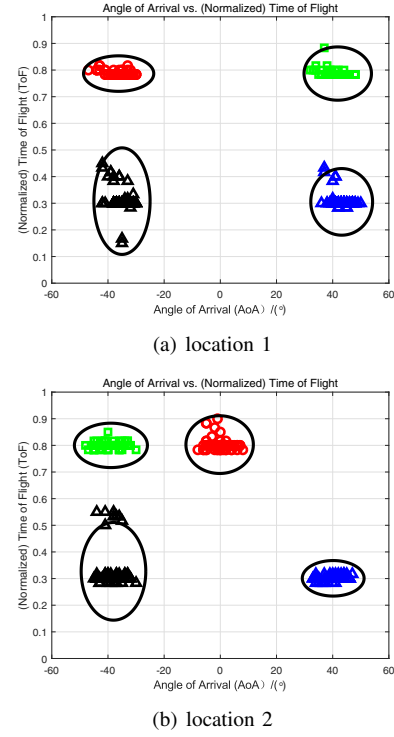 Angle of Arrival vs. (Normalized) Time of Flight
1
0.9
0.8
0.7
0.6
0.5
0.4
0.3
0.2
0.1
0
(Normalized) Time of Flight (ToF)
-60 -40 -20 0 20 40 60
Angle of Arrival (AoA）/(°)
(a) location 1
Angle of Arrival vs. (Normalized) Time of Flight
1
0.9
0.8
0.7
0.6
0.5
0.4
0.3
0.2
0.1
0
(Normalized) Time of Flight (ToF)
-60 -40 -20 0 20 40 60
Angle of Arrival (AoA）/(°)
(b) location 2